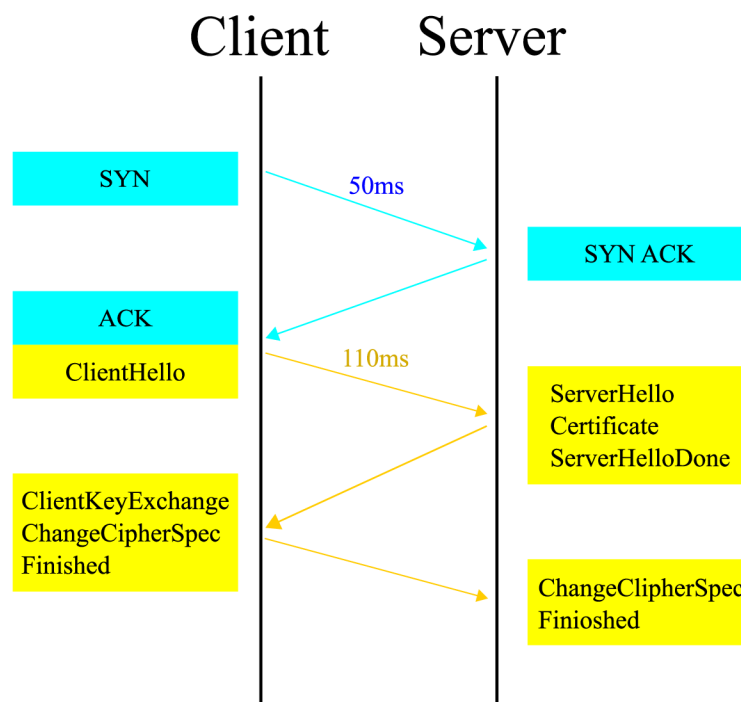 Client Server
SYN
50ms
SYN ACK
ACK
ClientHello
110ms
ServerHello
Certificate
ServerHelloDone
ClientKeyExchange
ChangeCipherSpec
Finished
ChangeClipherSpec
Finioshed